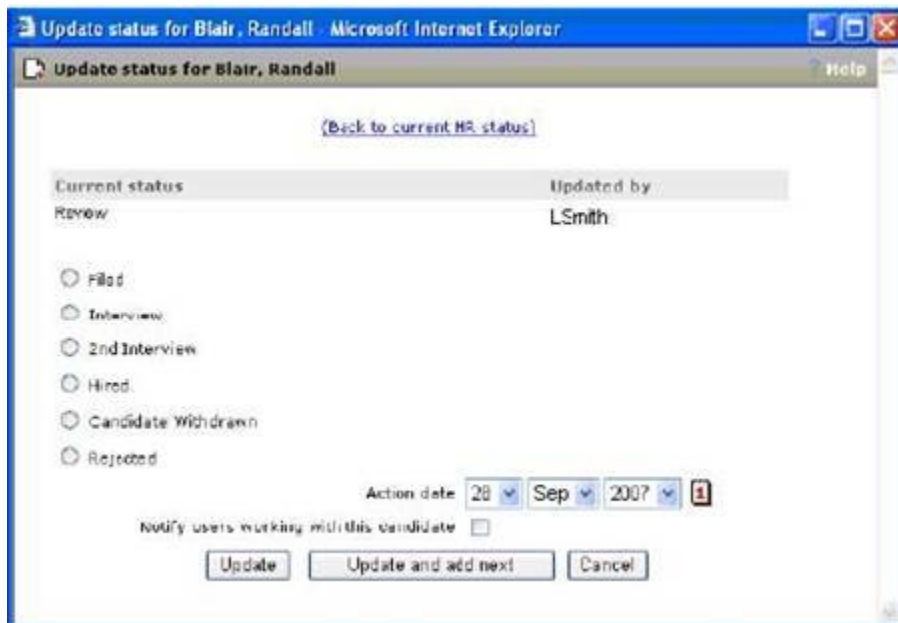 Update status for Blair, Randall - Microsoft Internet Explorer
Update status for Blair, Randall ? Help
(Back to current HR status)
Current status Updated by
Review LSmith
Filed
Interview
2nd Interview
Hired
Candidate Withdrawn
Rejected
Action date 28 Sep 2007 1
Notify users working with this candidate
Update Update and add next Cancel